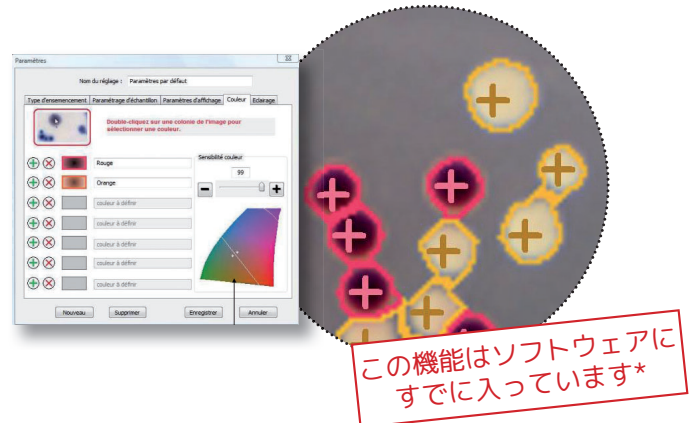 Paramètres
Nom du réglage : Paramètres par défaut
Type d'ensemencement Paramétrage d'échantillon Paramètres d'affichage Couleur Eclairage
Double-cliquez sur une colonie de l'image pour
sélectionner une couleur.
Sensibilité couleur
99
Rouge
Orange
couleur à définir
couleur à définir
couleur à définir
couleur à définir
couleur à définir
Nouveau Supprimer Enregistrer Annuler
この機能はソフトウェアに
すでに入っています*